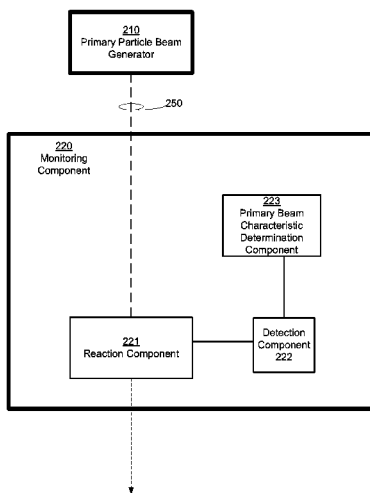 210
Primary Particle Beam
Generator
250
220
Monitoring
Component
223
Primary Beam
Characteristic
Determination
Component
221
Reaction Component
Detection
Component
222